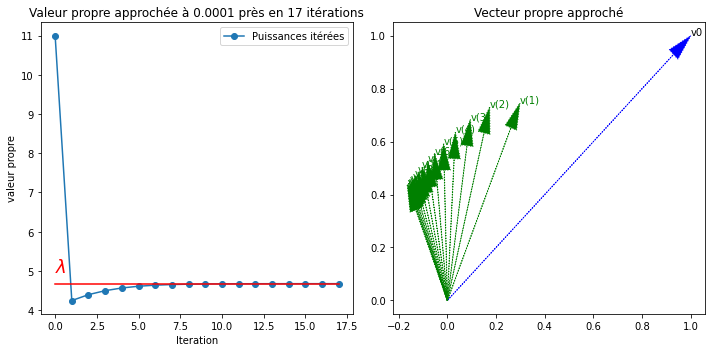 Valeur propre approchée à 0.0001 près en 17 itérations
Puissances itérées
valeur propre
11
10
9
8
7
6
5
4
λ
0.0 2.5 5.0 7.5 10.0 12.5 15.0 17.5
Iteration
Vecteur propre approché
1.0
0.8
0.6
0.4
0.2
0.0
v0
v(1)
v(2)
−0.2 0.0 0.2 0.4 0.6 0.8 1.0